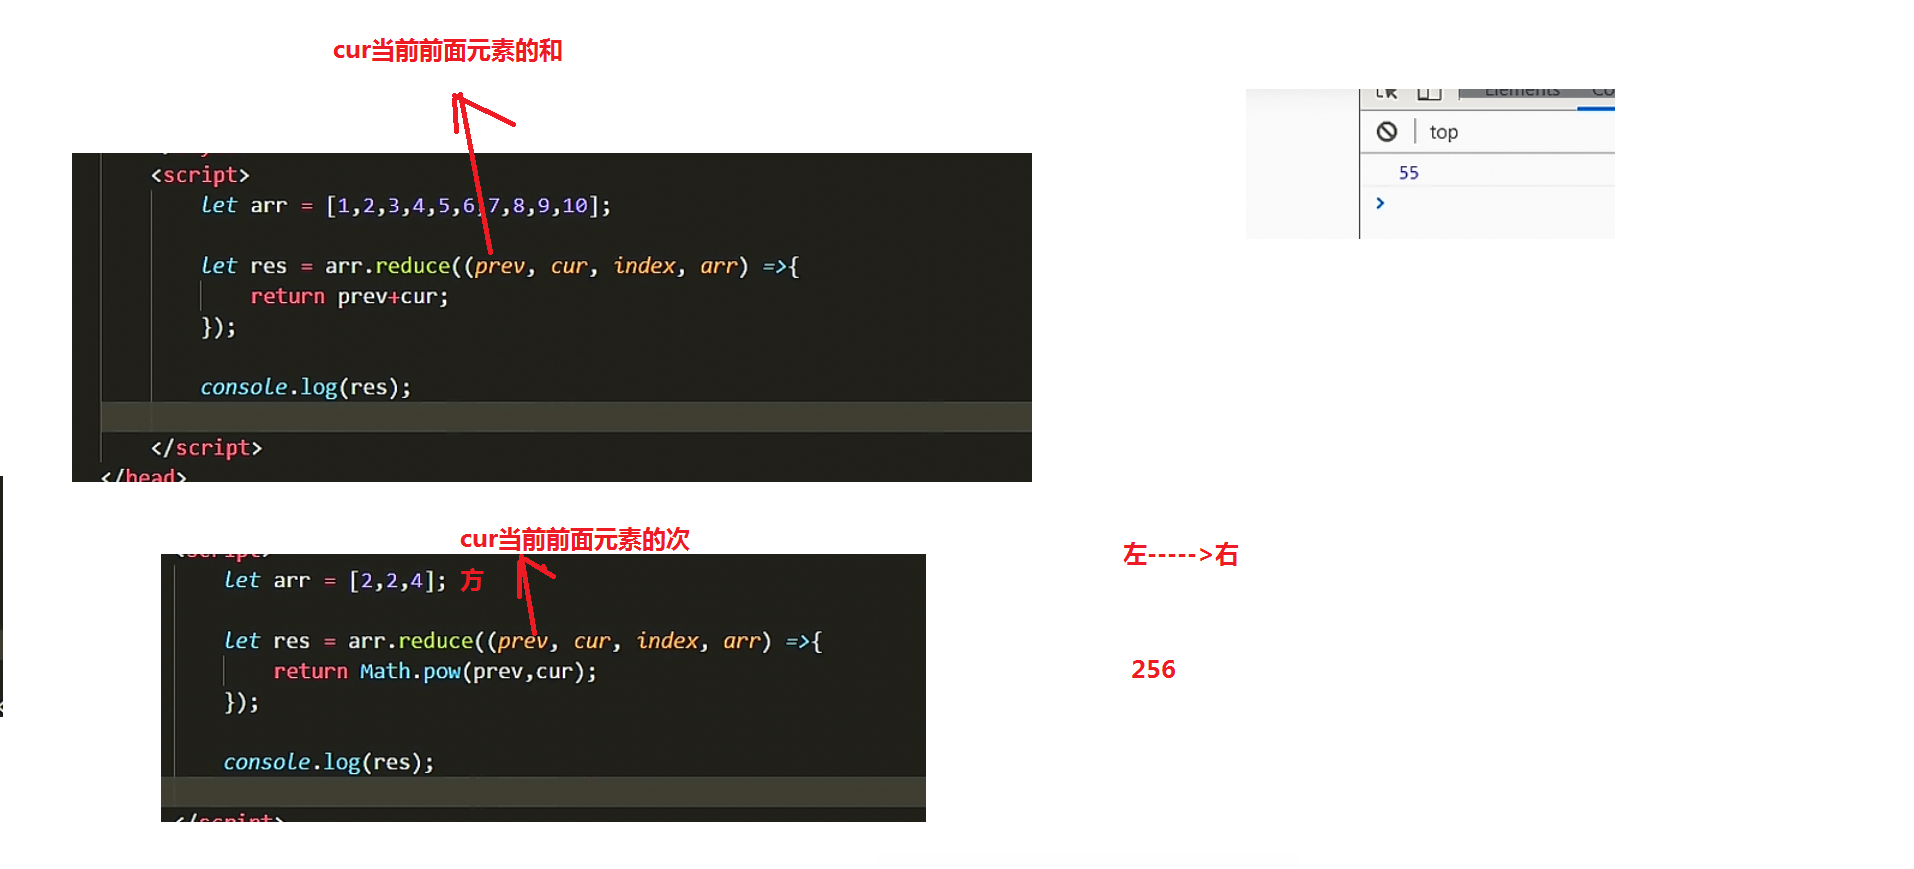 cur当前前面元素的和
<script>
let arr = [1,2,3,4,5,6,7,8,9,10];
let res = arr.reduce((prev, cur, index, arr) =>{
return prev+cur;
});
console.log(res);
</script>
</head>
Elements
top
55
>
cur当前前面元素的次
方
<script>
let arr = [2,2,4];
let res = arr.reduce((prev, cur, index, arr) =>{
return Math.pow(prev,cur);
});
console.log(res);
</script>
左----->右
256